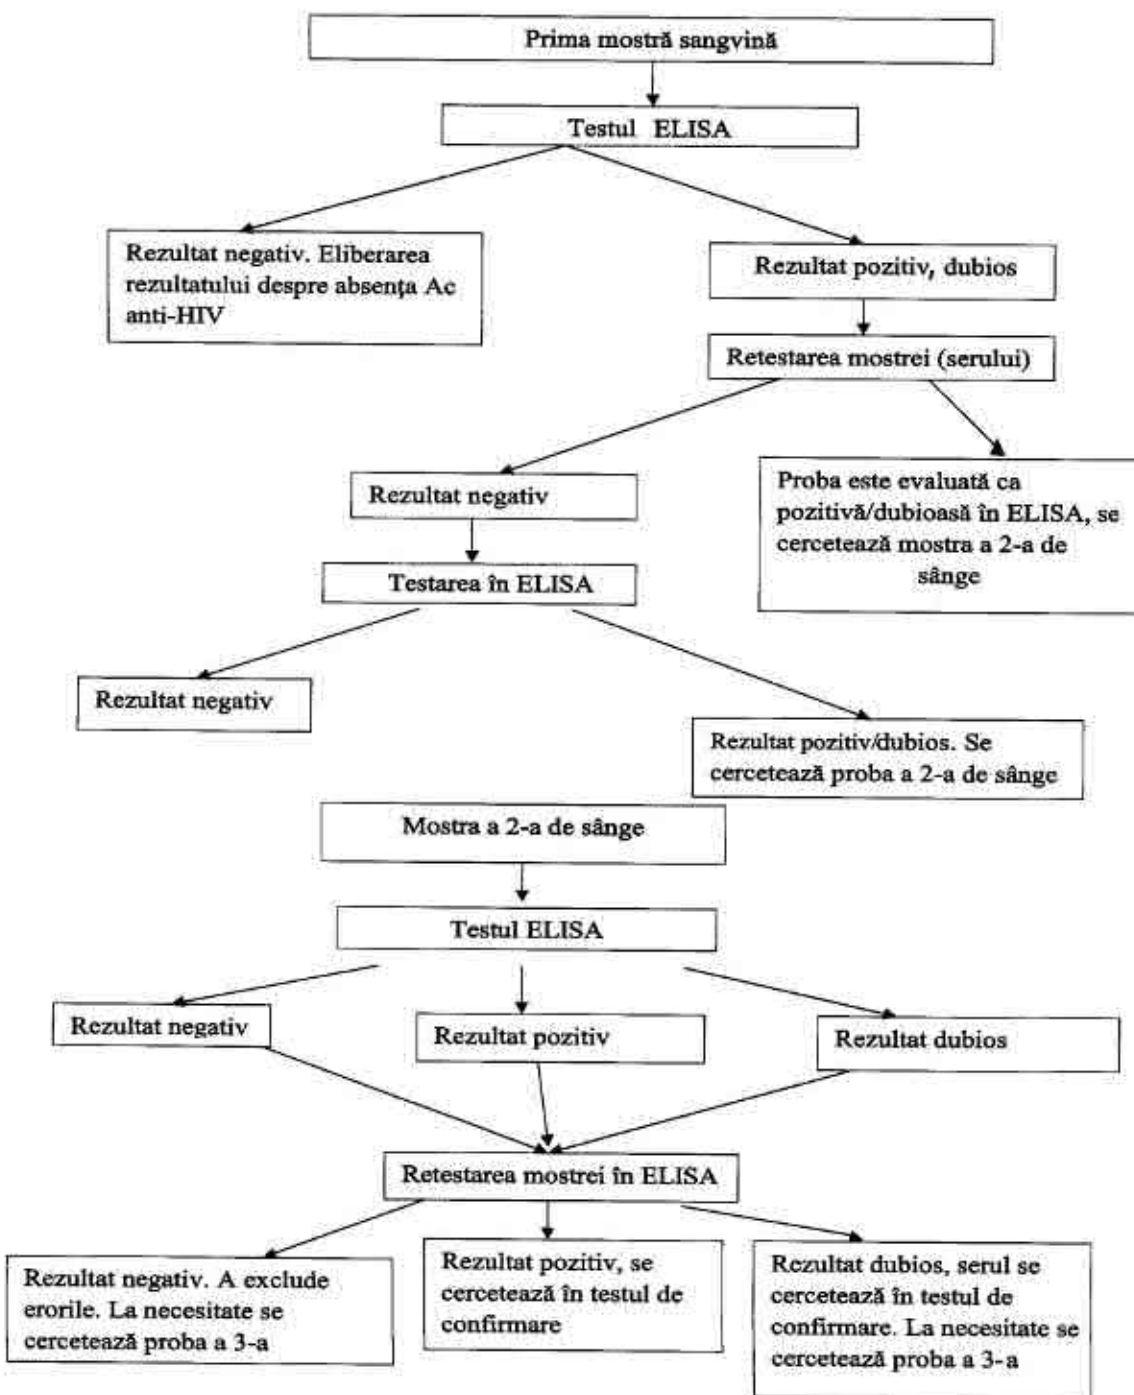 Prima mostră sangvină
Testul ELISA
Rezultat negativ. Eliberarea
rezultatului despre absența Ac
anti-HIV
Rezultat pozitiv, dubios
Retestarea mostrei (serului)
Rezultat negativ
Proba este evaluată ca
pozitivă/dubioasă în ELISA, se
cercetează mostra a 2-a de
sânge
Testarea în ELISA
Rezultat negativ
Rezultat pozitiv/dubios. Se
cercetează proba a 2-a de sânge
Mostra a 2-a de sânge
Testul ELISA
Rezultat negativ
Rezultat pozitiv
Rezultat dubios
Retestarea mostrei în ELISA
Rezultat negativ. A exclude
erorile. La necesitate se
cercetează proba a 3-a
Rezultat pozitiv, se
cercetează în testul de
confirmare
Rezultat dubios, serul se
cercetează în testul de
confirmare. La necesitate se
cercetează proba a 3-a